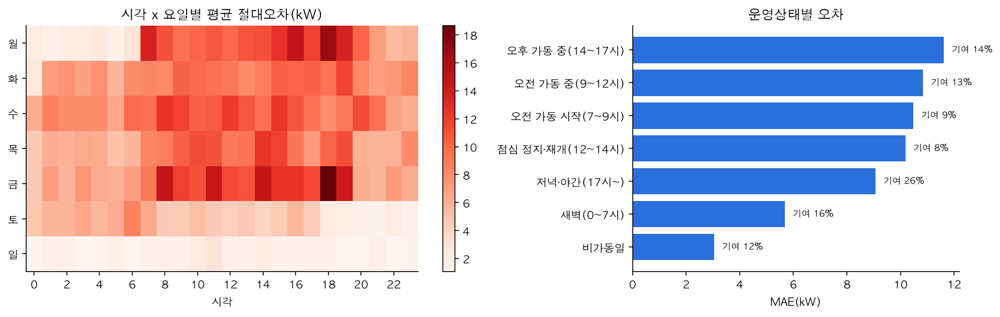 시각 x 요일별 평균 절대오차(kW)
월
화
수
목
금
토
일
0 2 4 6 8 10 12 14 16 18 20 22
시각
18
16
14
12
10
8
6
4
2
운영상태별 오차
오후 가동 중(14~17시) 기여 14%
오전 가동 중(9~12시) 기여 13%
오전 가동 시작(7~9시) 기여 9%
점심 정지·재개(12~14시) 기여 8%
저녁·야간(17시~) 기여 26%
새벽(0~7시) 기여 16%
비가동일 기여 12%
0 2 4 6 8 10 12
MAE(kW)